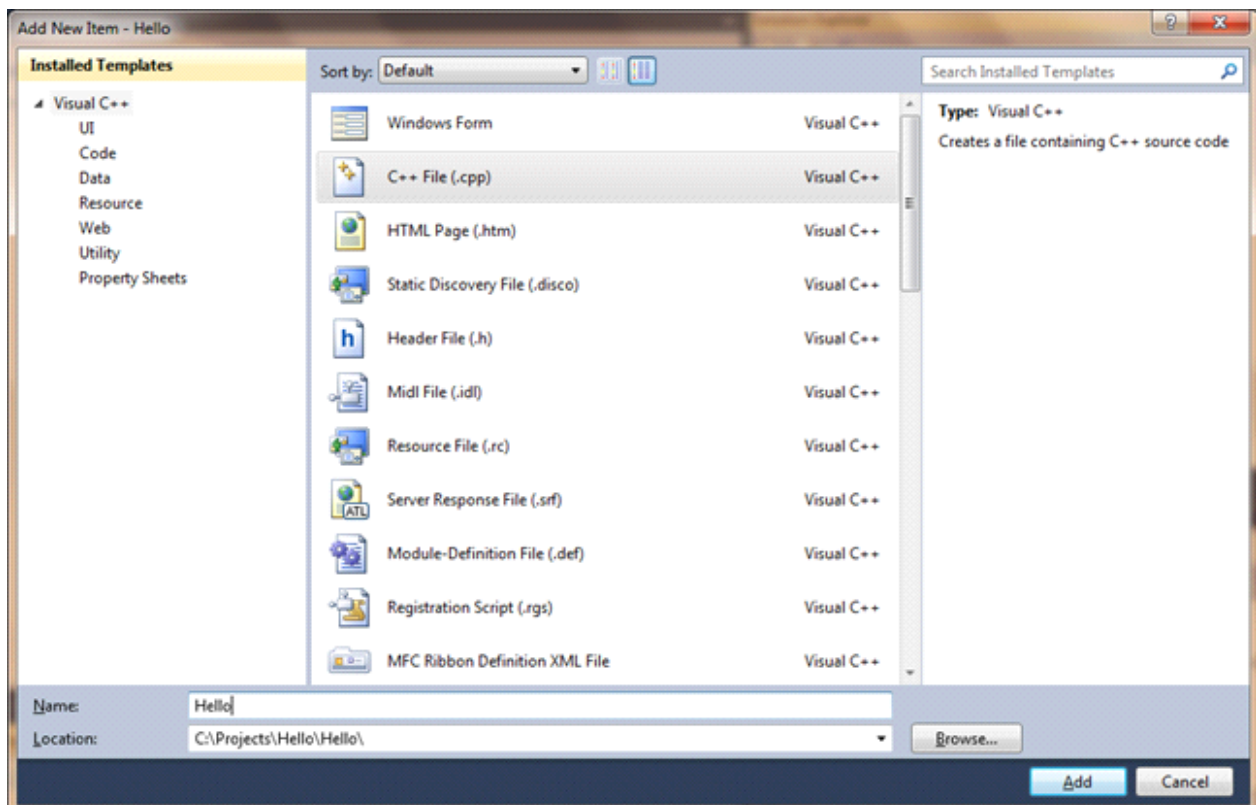 Add New Item - Hello
Installed Templates
Visual C++
UI
Code
Data
Resource
Web
Utility
Property Sheets
Sort by: Default
Windows Form Visual C++
C++ File (.cpp) Visual C++
HTML Page (.htm) Visual C++
Static Discovery File (.disco) Visual C++
h Header File (.h) Visual C++
Midl File (.idl) Visual C++
Resource File (.rc) Visual C++
ATL Server Response File (.srf) Visual C++
Module-Definition File (.def) Visual C++
Registration Script (.rgs) Visual C++
MFC Ribbon Definition XML File Visual C++
Search Installed Templates
Type: Visual C++
Creates a file containing C++ source code
Name: Hello
Location: C:\Projects\Hello\Hello\
Browse...
Add Cancel